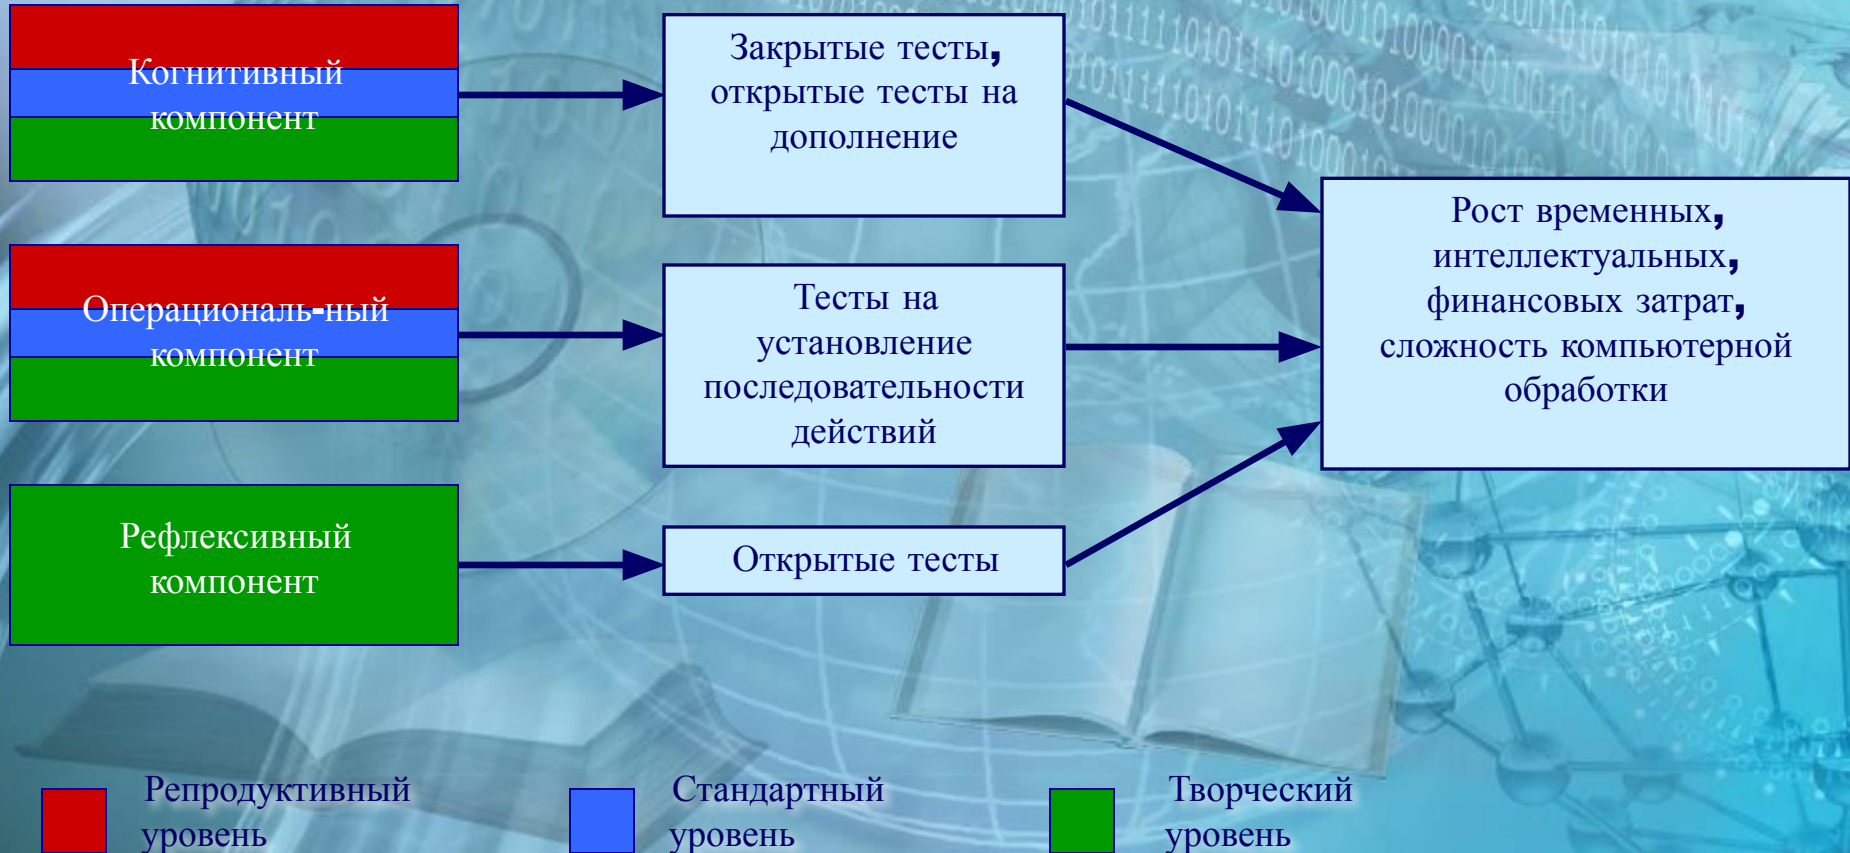 Когнитивный
компонент
Закрытые тесты,
открытые тесты на
дополнение
Операциональ-ный
компонент
Тесты на
установление
последовательности
действий
Рефлексивный
компонент
Открытые тесты
Рост временных,
интеллектуальных,
финансовых затрат,
сложность компьютерной
обработки
Репродуктивный
уровень
Стандартный
уровень
Творческий
уровень